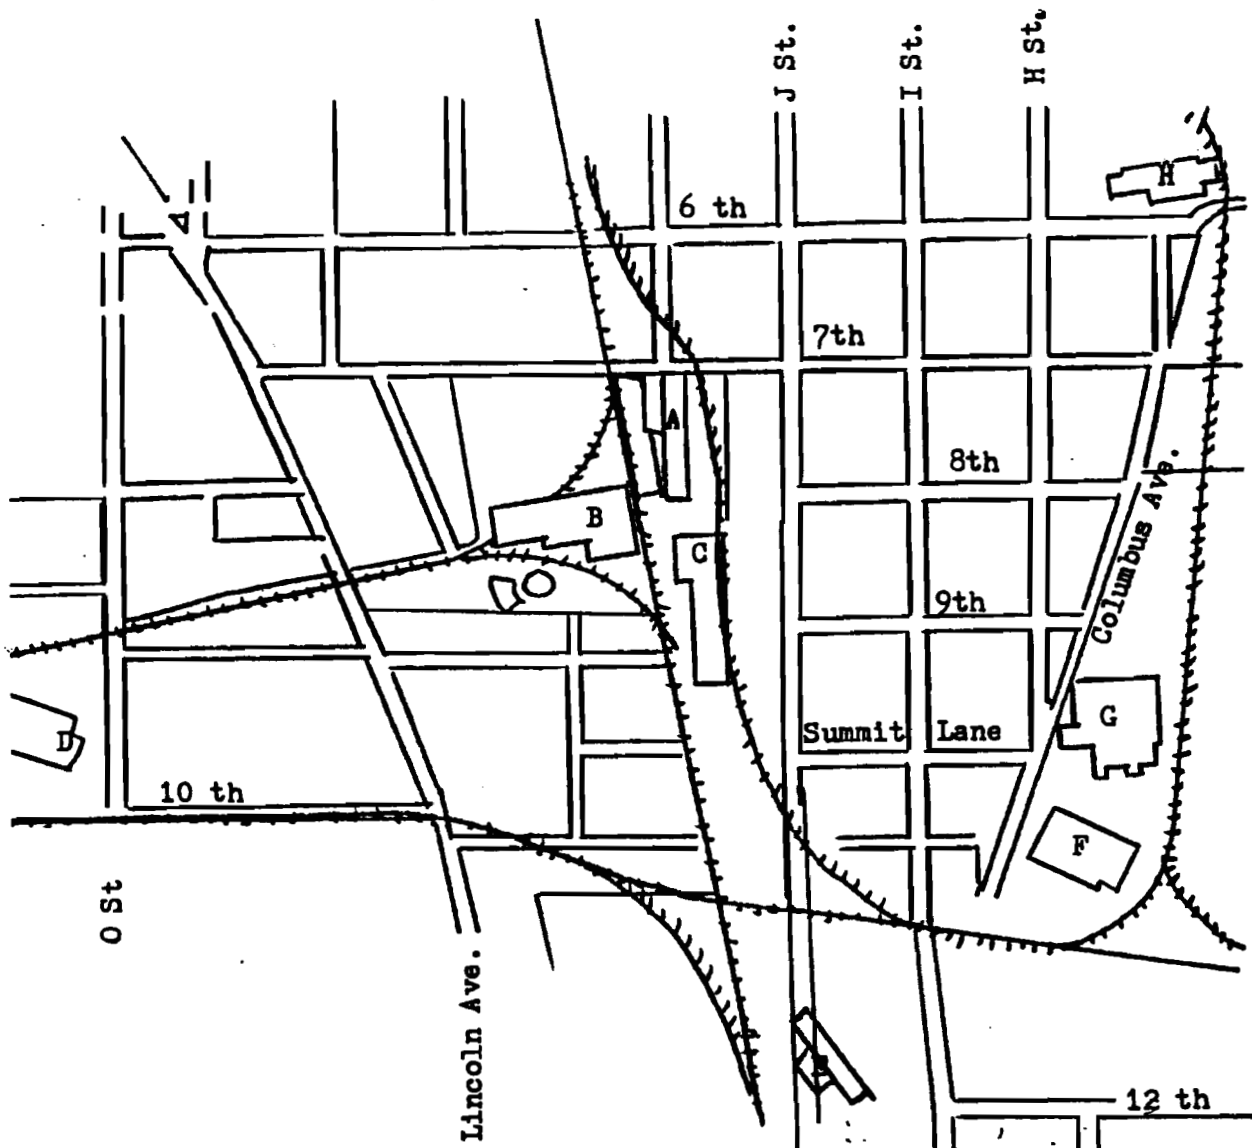 J St.
I St.
H St.
H
6 th
7th
A
8th
B
C
Columbus Ave.
9th
G
D
Summit Lane
10 th
F
O St
Lincoln Ave.
12 th